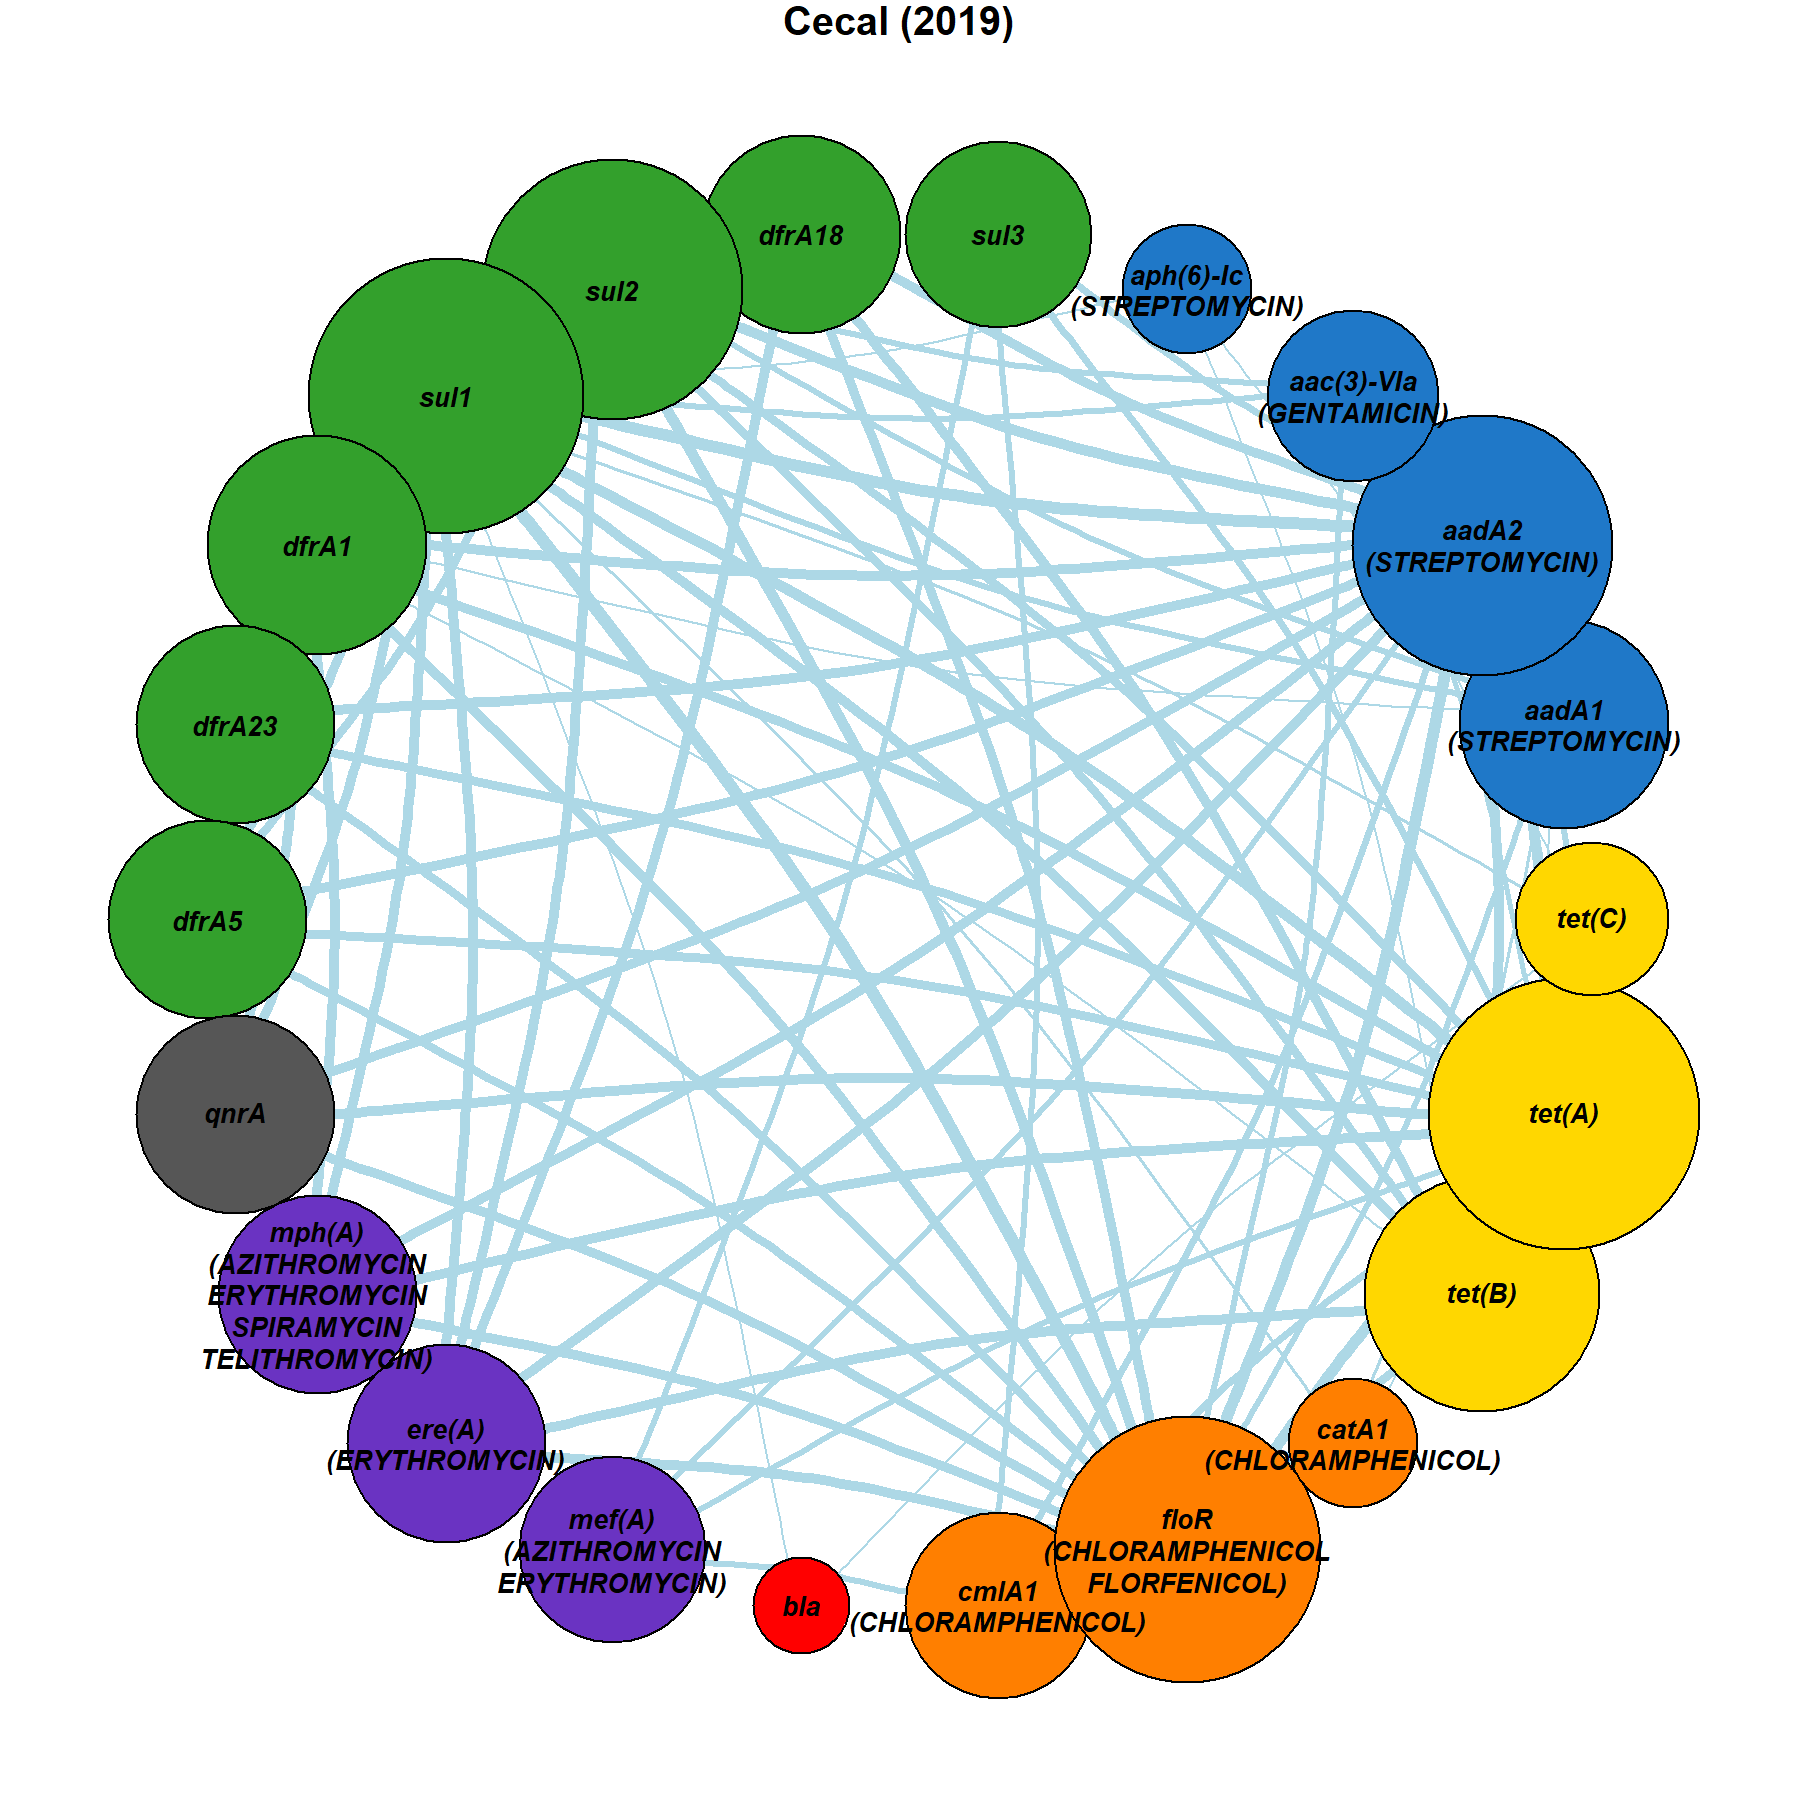 Cecal (2019)
dfrA18
sul3
sul2
aph(6)-Ic
(STREPTOMYCIN)
aac(3)-VIa
(GENTAMICIN)
sul1
aadA2
(STREPTOMYCIN)
dfrA1
aadA1
(STREPTOMYCIN)
dfrA23
tet(C)
dfrA5
tet(A)
qnrA
mph(A)
(AZITHROMYCIN
ERYTHROMYCIN
SPIRAMYCIN
TELITHROMYCIN)
tet(B)
ere(A)
(ERYTHROMYCIN)
catA1
(CHLORAMPHENICOL)
mef(A)
(AZITHROMYCIN
ERYTHROMYCIN)
floR
(CHLORAMPHENICOL
FLORFENICOL)
bla
cmlA1
(CHLORAMPHENICOL)